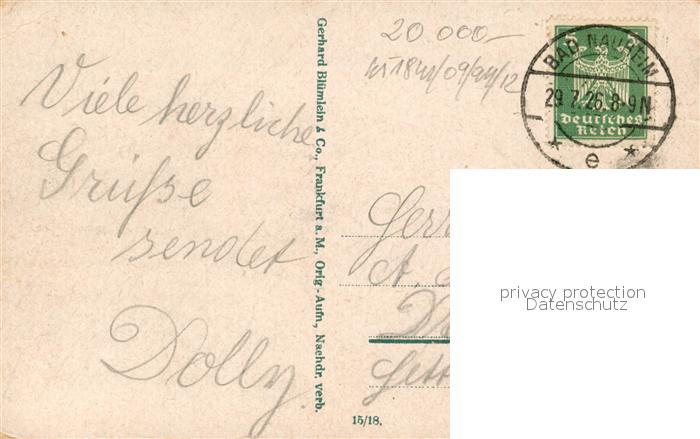 Viele herzliche
Grüße
sendet
Dolly.
Gerhard Blümlein & Co., Frankfurt a. M., Orig-Aufn., Nachdr. verb.
15/18.
20.000-
BAD NAUHEIM
29.7.26.8-9N
* e *
Deutsches
Reich
Herr
A.
privacy protection
Datenschutz